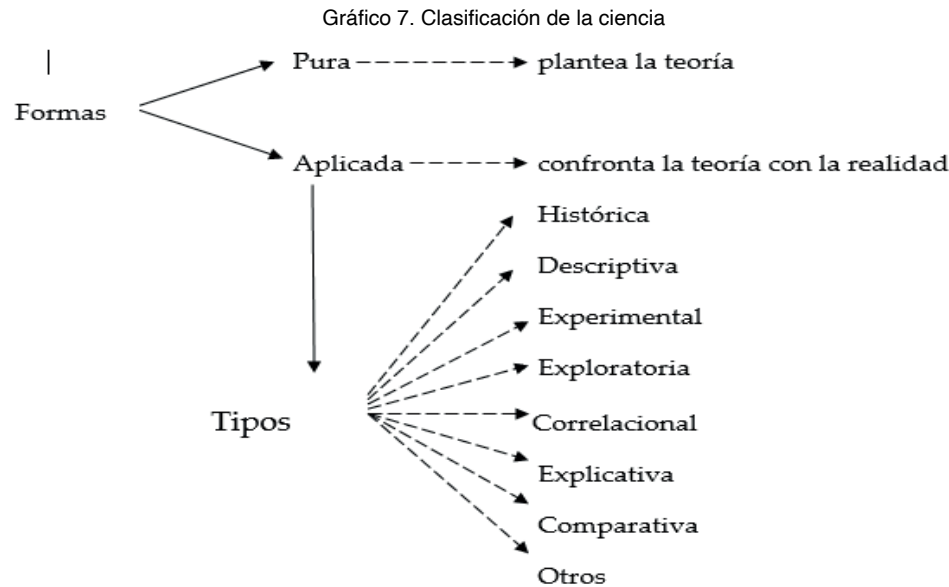 Gráfico 7. Clasificación de la ciencia
Pura plantea la teoría
Formas
Aplicada confronta la teoría con la realidad
Histórica
Descriptiva
Experimental
Exploratoria
Tipos Correlacional
Explicativa
Comparativa
Otros